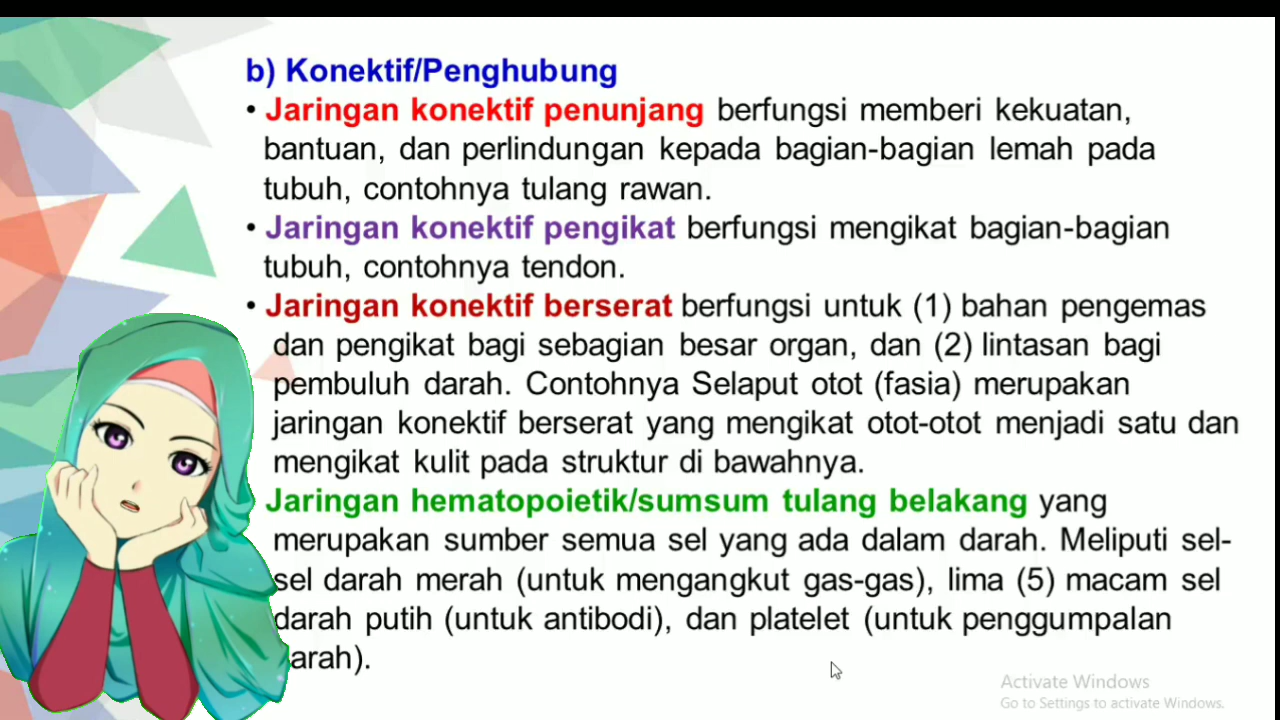 b) Konektif/Penghubung
• Jaringan konektif penunjang berfungsi memberi kekuatan,
bantuan, dan perlindungan kepada bagian-bagian lemah pada
tubuh, contohnya tulang rawan.
• Jaringan konektif pengikat berfungsi mengikat bagian-bagian
tubuh, contohnya tendon.
• Jaringan konektif berserat berfungsi untuk (1) bahan pengemas
dan pengikat bagi sebagian besar organ, dan (2) lintasan bagi
pembuluh darah. Contohnya Selaput otot (fasia) merupakan
jaringan konektif berserat yang mengikat otot-otot menjadi satu dan
mengikat kulit pada struktur di bawahnya.
Jaringan hematopoietik/sumsum tulang belakang yang
merupakan sumber semua sel yang ada dalam darah. Meliputi sel-
sel darah merah (untuk mengangkut gas-gas), lima (5) macam sel
darah putih (untuk antibodi), dan platelet (untuk penggumpalan
darah).
Activate Windows
Go to Settings to activate Windows.